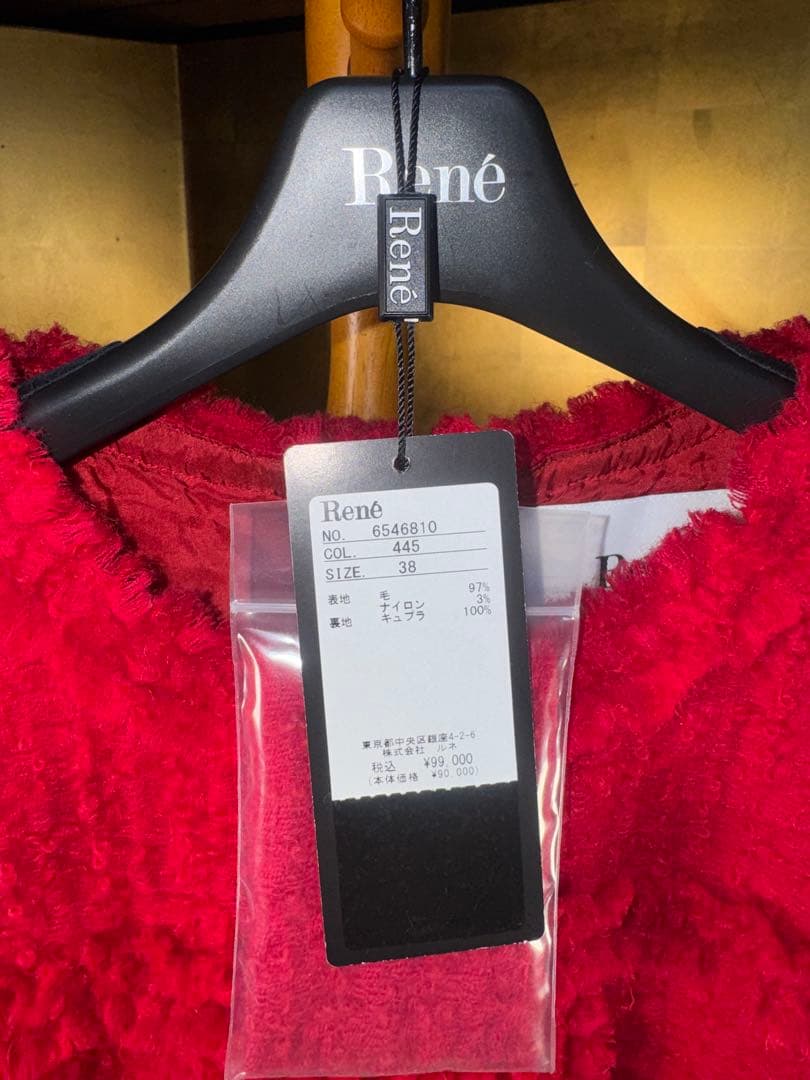 René
René
René
NO. 6546810
COL. 445
SIZE. 38
表地 毛 97%
ナイロン 3%
裏地 キュプラ 100%
東京都中央区銀座4-2-6
株式会社 ルネ
税込 ¥99,000
(本体価格 ¥90,000)